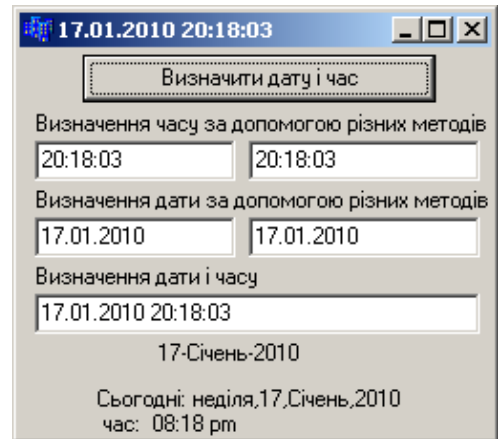 17.01.2010 20:18:03
Визначити дату і час
Визначення часу за допомогою різних методів
20:18:03 20:18:03
Визначення дати за допомогою різних методів
17.01.2010 17.01.2010
Визначення дати і часу
17.01.2010 20:18:03
17-Січень-2010
Сьогодні: неділя,17,Січень,2010
час: 08:18 pm